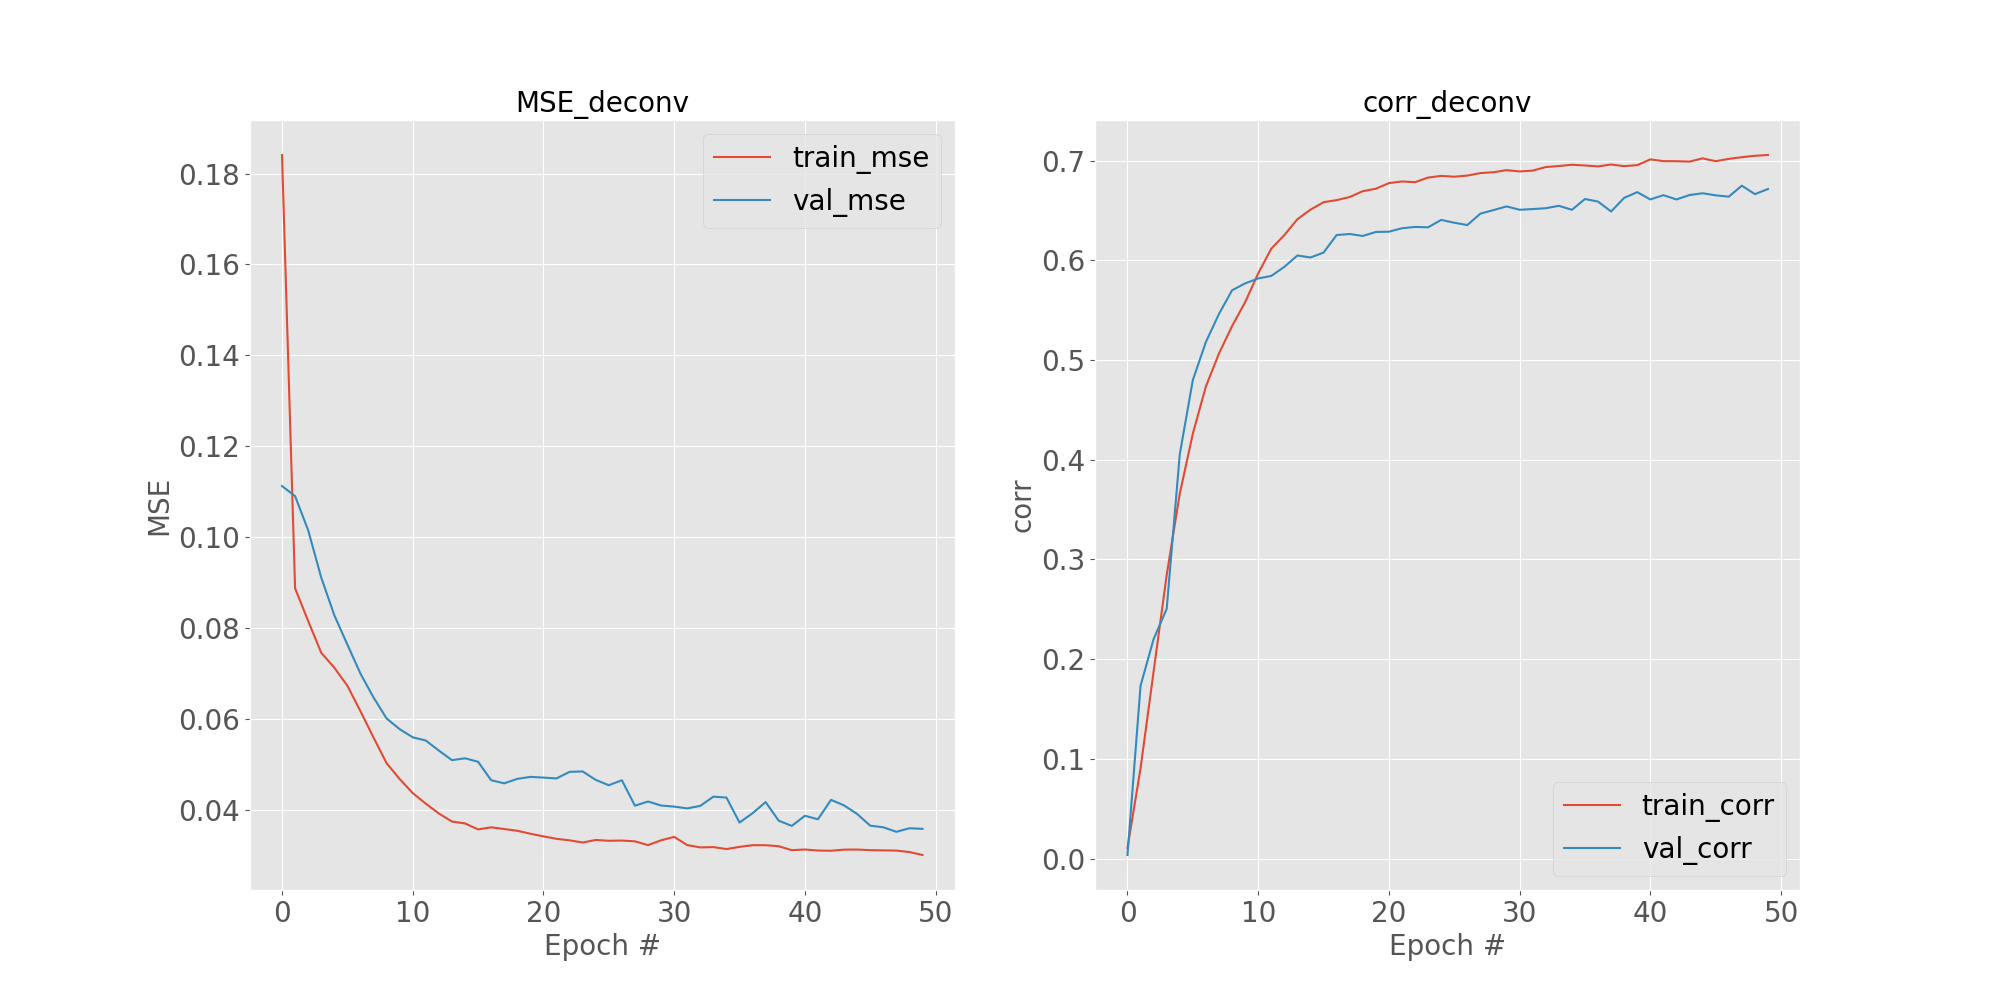 MSE_deconv
train_mse
val_mse
0.18
0.16
0.14
0.12
0.10
0.08
0.06
0.04
MSE
0 10 20 30 40 50
Epoch #
corr_deconv
0.7
0.6
0.5
0.4
0.3
0.2
0.1
0.0
corr
train_corr
val_corr
0 10 20 30 40 50
Epoch #